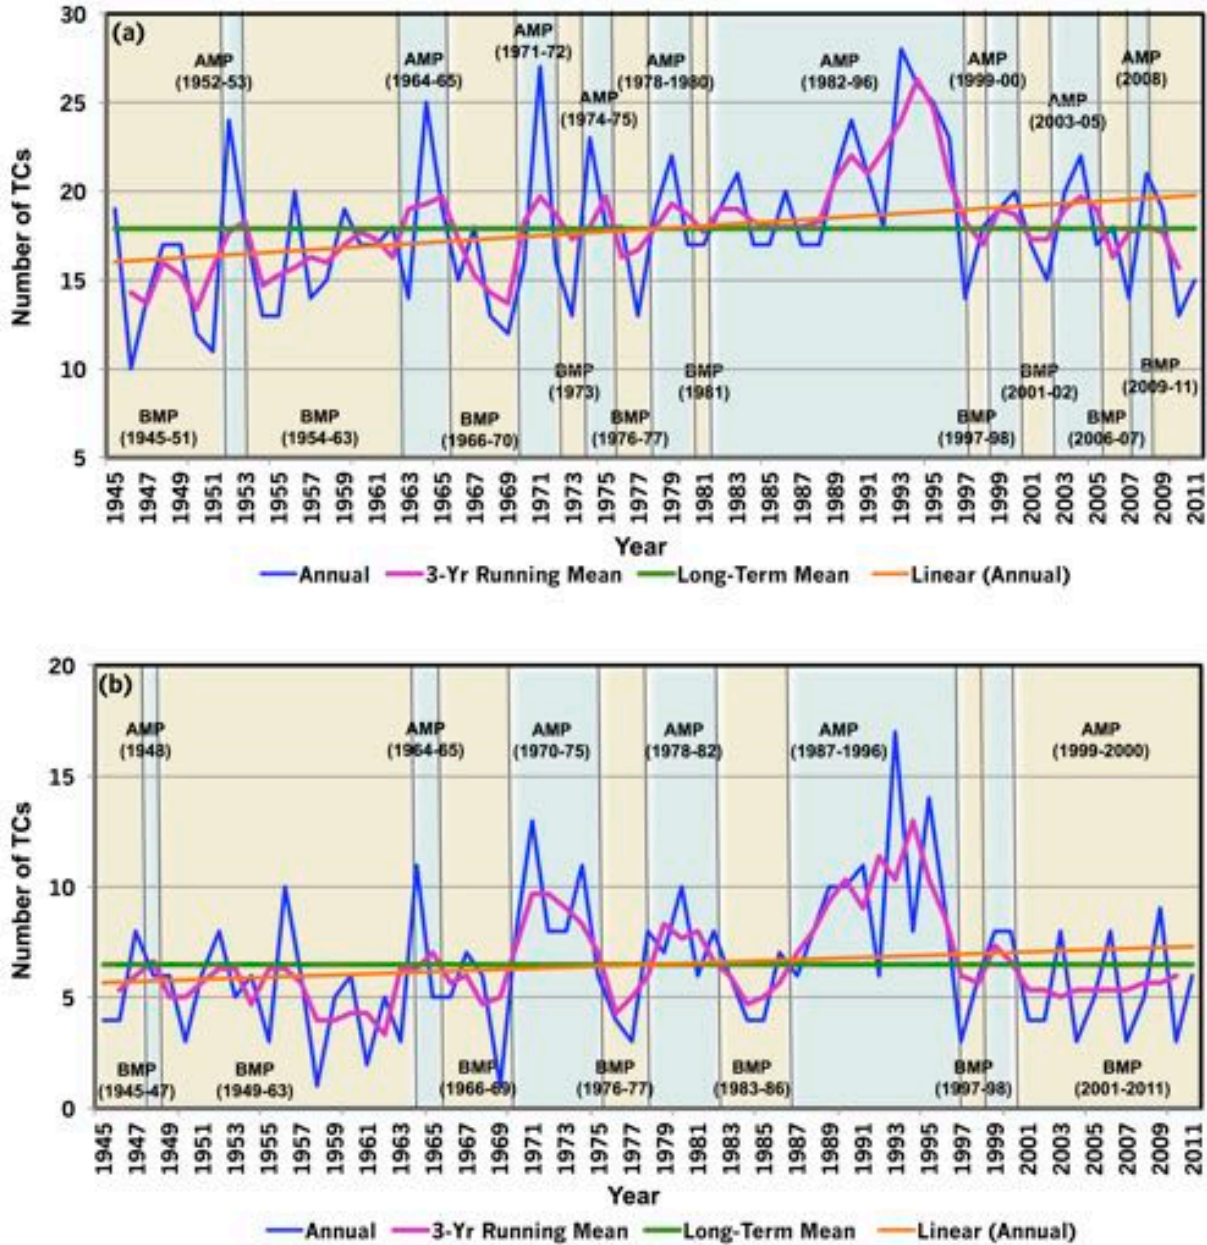 30
(a)
AMP
(1952-53)
AMP
(1964-65)
AMP
(1971-72)
AMP
(1974-75)
AMP
(1978-1980)
AMP
(1982-96)
AMP
(1999-00)
AMP
(2003-05)
AMP
(2008)
25
20
15
10
5
Number of TCs
BMP
(1945-51)
BMP
(1954-63)
BMP
(1966-70)
BMP
(1973)
BMP
(1976-77)
BMP
(1981)
BMP
(1997-98)
BMP
(2001-02)
BMP
(2006-07)
BMP
(2009-11)
1945 1947 1949 1951 1953 1955 1957 1959 1961 1963 1965 1967 1969 1971 1973 1975 1977 1979 1981 1983 1985 1987 1989 1991 1993 1995 1997 1999 2001 2003 2005 2007 2009 2011
Year
Annual 3-Yr Running Mean Long-Term Mean Linear (Annual)
20
(b)
AMP
(1948)
AMP
(1964-65)
AMP
(1970-75)
AMP
(1978-82)
AMP
(1987-1996)
AMP
(1999-2000)
15
10
5
0
Number of TCs
BMP
(1945-47)
BMP
(1949-63)
BMP
(1966-69)
BMP
(1976-77)
BMP
(1983-86)
BMP
(1997-98)
BMP
(2001-2011)
1945 1947 1949 1951 1953 1955 1957 1959 1961 1963 1965 1967 1969 1971 1973 1975 1977 1979 1981 1983 1985 1987 1989 1991 1993 1995 1997 1999 2001 2003 2005 2007 2009 2011
Year
Annual 3-Yr Running Mean Long-Term Mean Linear (Annual)